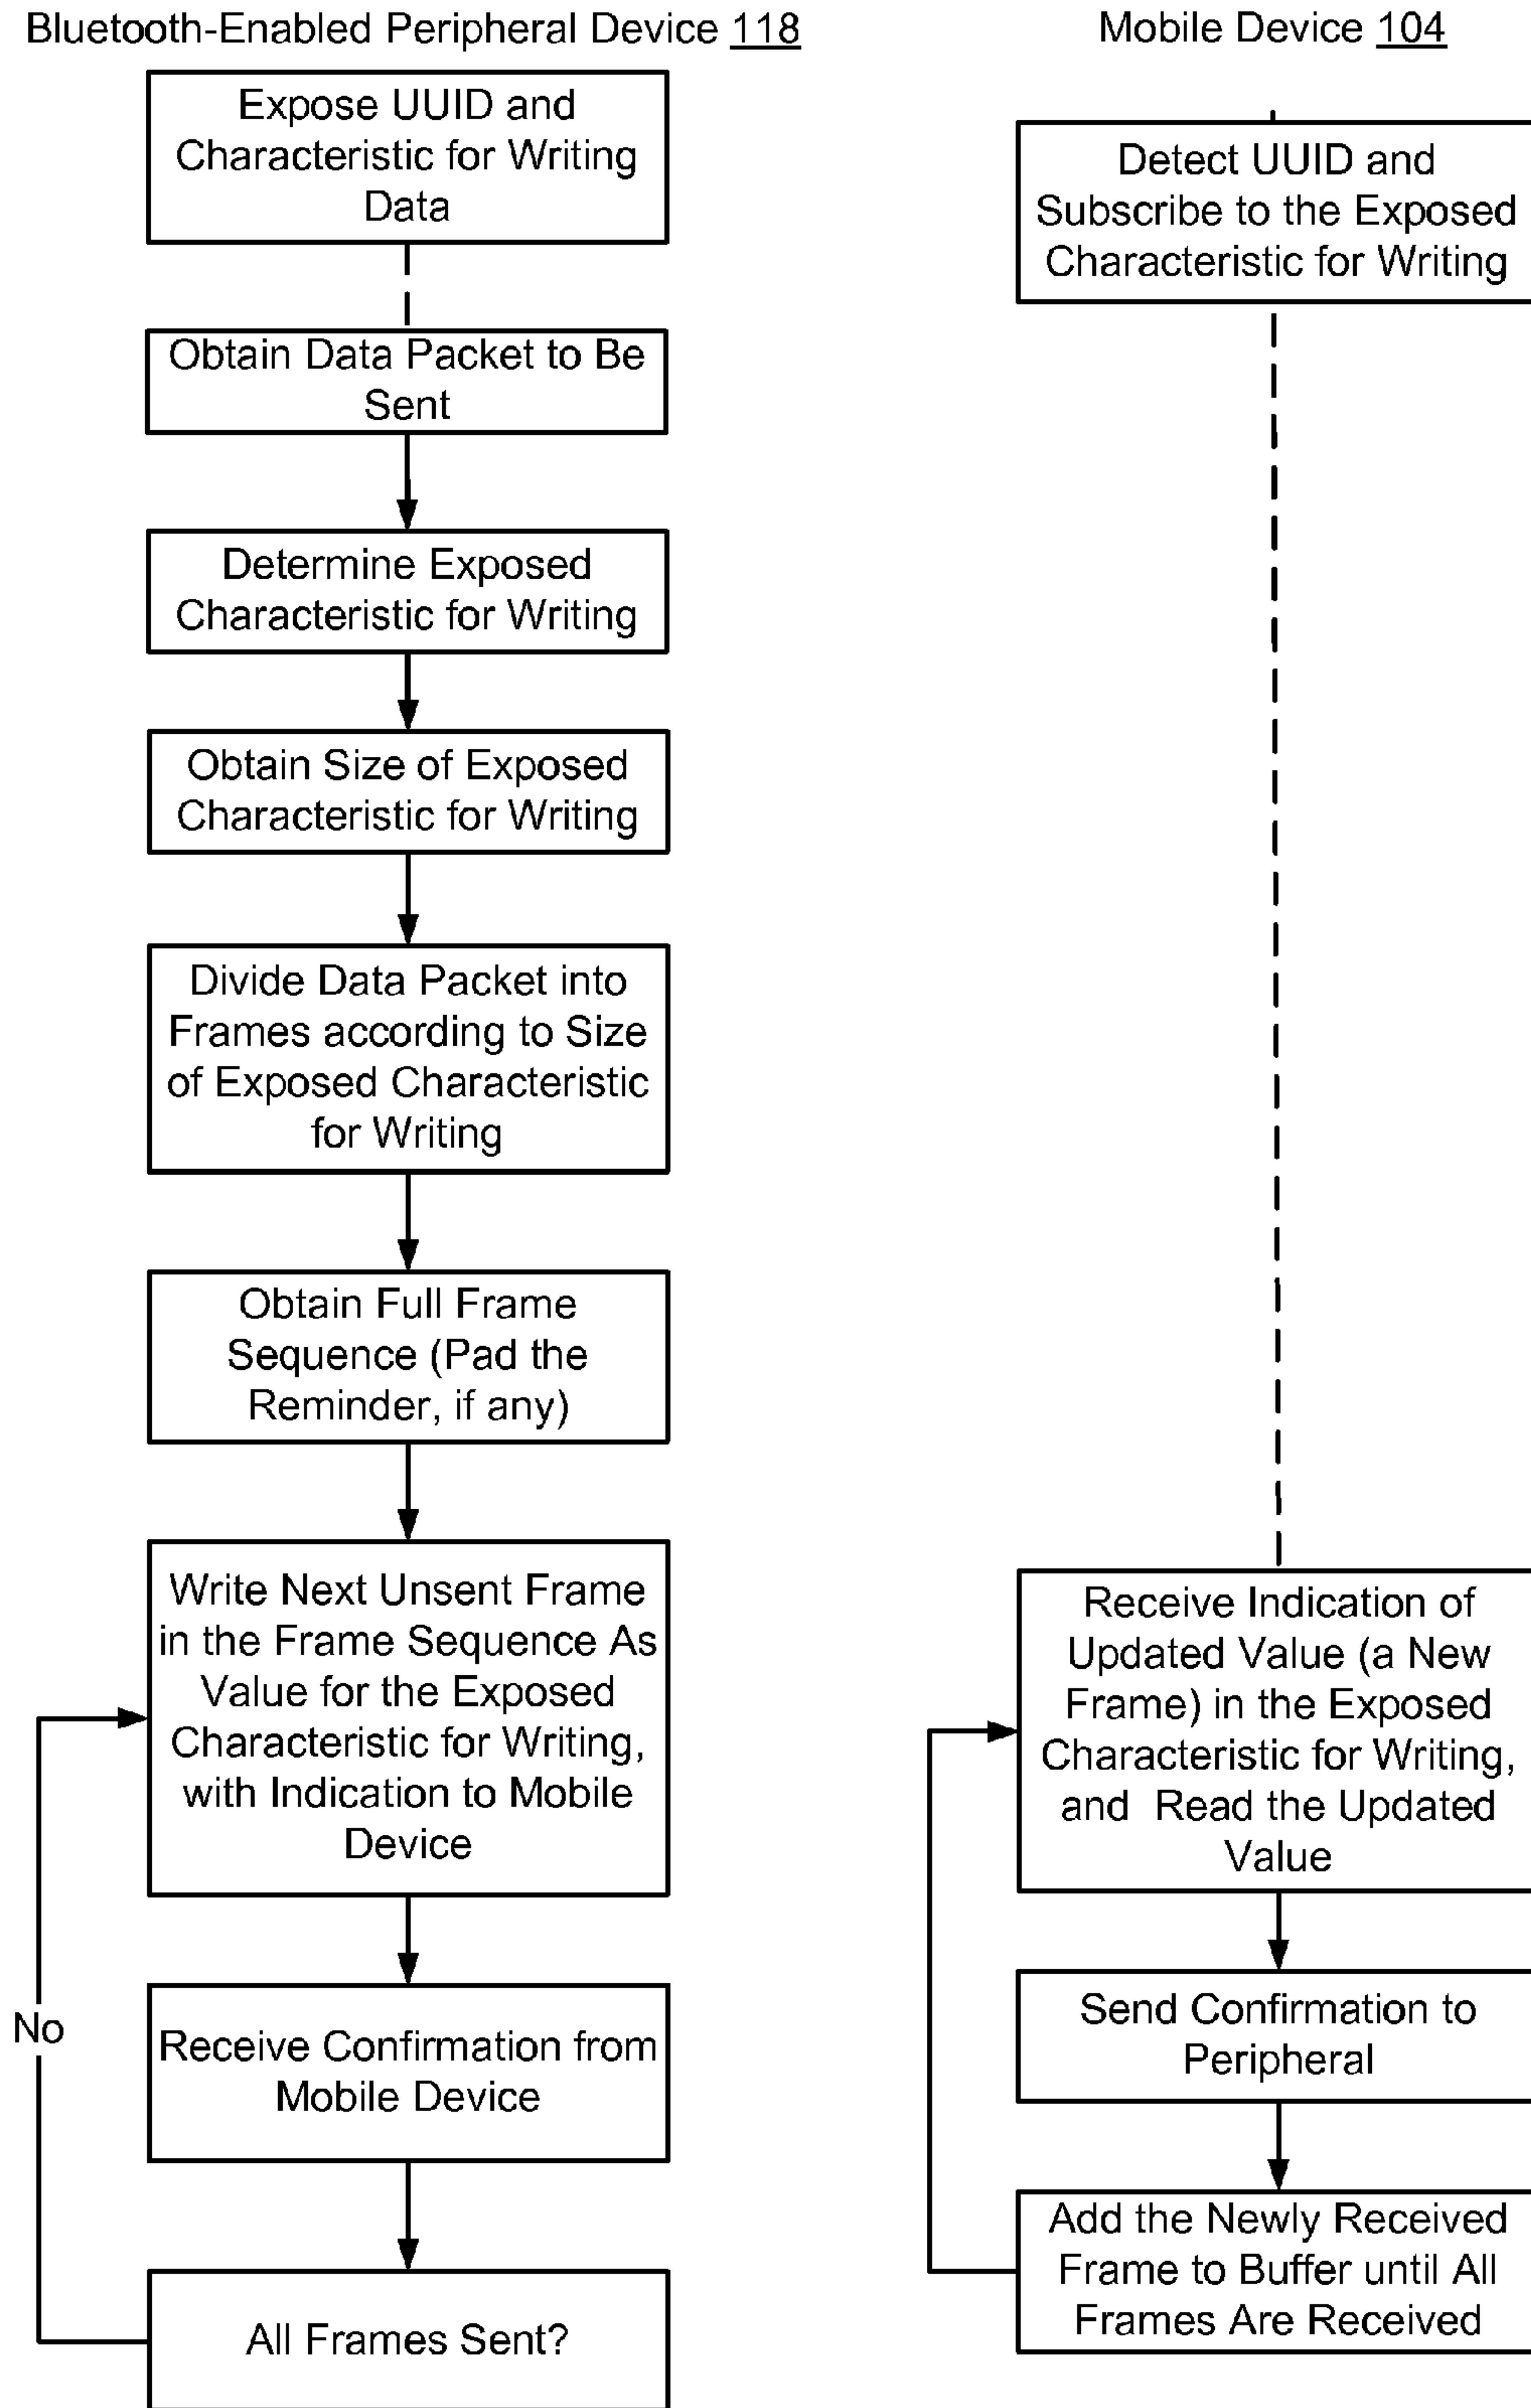 Bluetooth-Enabled Peripheral Device 118
Expose UUID and
Characteristic for Writing
Data
Obtain Data Packet to Be
Sent
Determine Exposed
Characteristic for Writing
Obtain Size of Exposed
Characteristic for Writing
Divide Data Packet into
Frames according to Size
of Exposed Characteristic
for Writing
Obtain Full Frame
Sequence (Pad the
Reminder, if any)
Write Next Unsent Frame
in the Frame Sequence As
Value for the Exposed
Characteristic for Writing,
with Indication to Mobile
Device
No
Receive Confirmation from
Mobile Device
All Frames Sent?
Mobile Device 104
Detect UUID and
Subscribe to the Exposed
Characteristic for Writing
Receive Indication of
Updated Value (a New
Frame) in the Exposed
Characteristic for Writing,
and Read the Updated
Value
Send Confirmation to
Peripheral
Add the Newly Received
Frame to Buffer until All
Frames Are Received